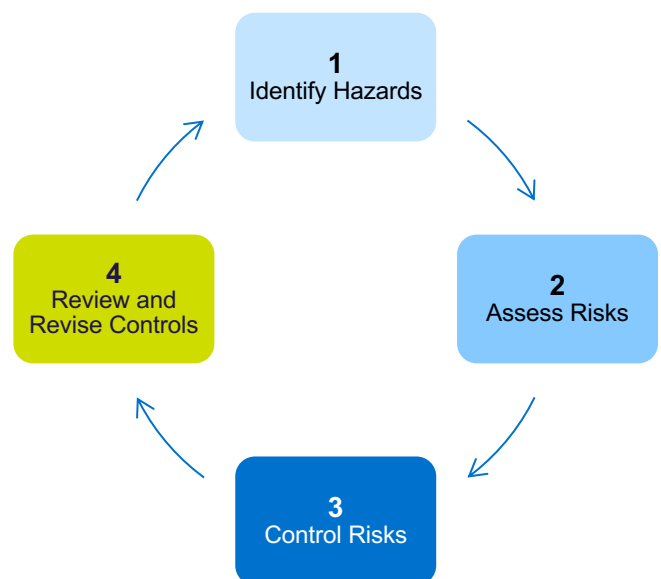 1
Identify Hazards
2
Assess Risks
3
Control Risks
4
Review and
Revise Controls